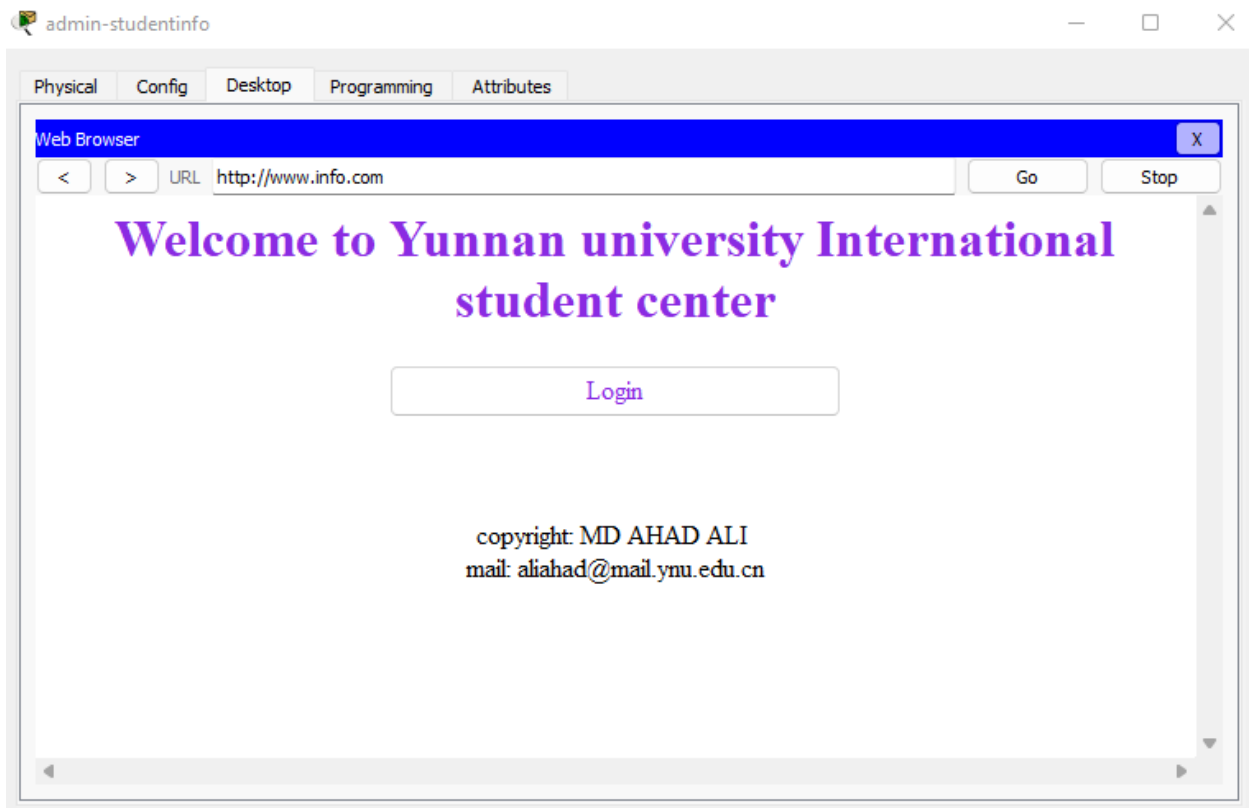 admin-studentinfo
Physical Config Desktop Programming Attributes
Web Browser X
< > URL http://www.info.com Go Stop
Welcome to Yunnan university International
student center
Login
copyright: MD AHAD ALI
mail: aliahad@mail.ynu.edu.cn